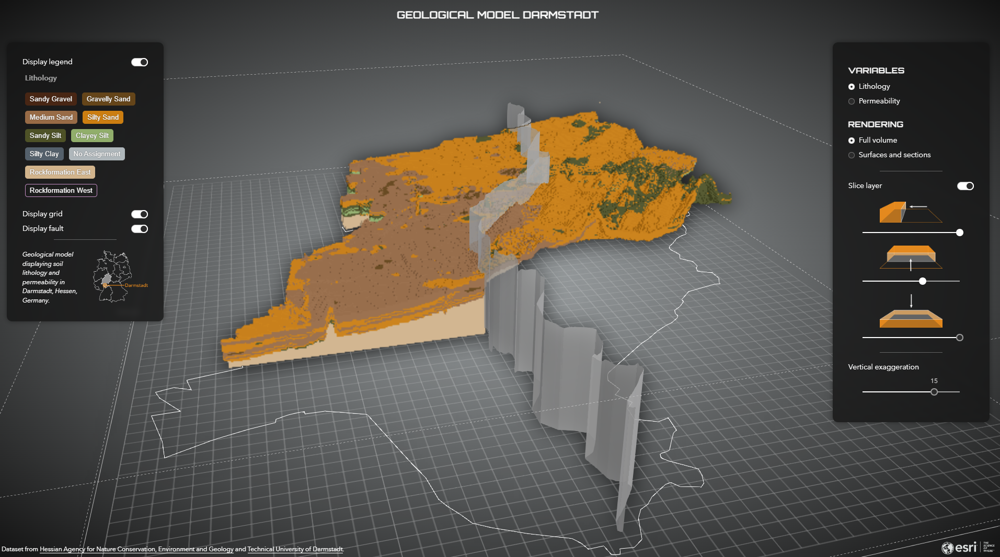 GEOLOGICAL MODEL DARMSTADT
Display legend
Lithology
Sandy Gravel
Gravelly Sand
Medium Sand
Silty Sand
Sandy Silt
Clayey Silt
Silty Clay
No Assignment
Rockformation East
Rockformation West
Display grid
Display fault
Geological model
displaying soil
lithology and
permeability in
Darmstadt, Hessen,
Germany.
Darmstadt
VARIABLES
Lithology
Permeability
RENDERING
Full volume
Surfaces and sections
Slice layer
Vertical exaggeration
15
Dataset from Hessian Agency for Nature Conservation, Environment and Geology and Technical University of Darmstadt.
esri
THE
SCIENCE
OF
WHERE